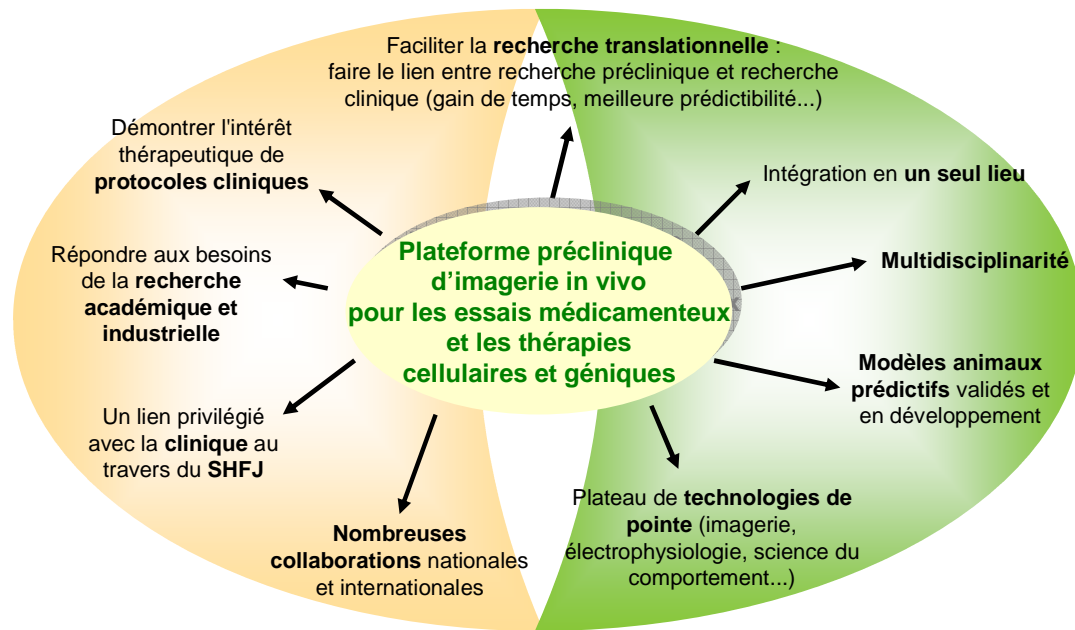 Faciliter la recherche translationnelle :
faire le lien entre recherche préclinique et recherche
clinique (gain de temps, meilleure prédictibilité...)
Démontrer l'intérêt
thérapeutique de
protocoles cliniques
Intégration en un seul lieu
Répondre aux besoins
de la recherche
académique et
industrielle
Plateforme préclinique
d’imagerie in vivo
pour les essais médicamenteux
et les thérapies
cellulaires et géniques
Multidisciplinarité
Modèles animaux
prédictifs validés et
en développement
Un lien privilégié
avec la clinique au
travers du SHFJ
Plateau de technologies de
pointe (imagerie,
électrophysiologie, science du
comportement...)
Nombreuses
collaborations nationales
et internationales